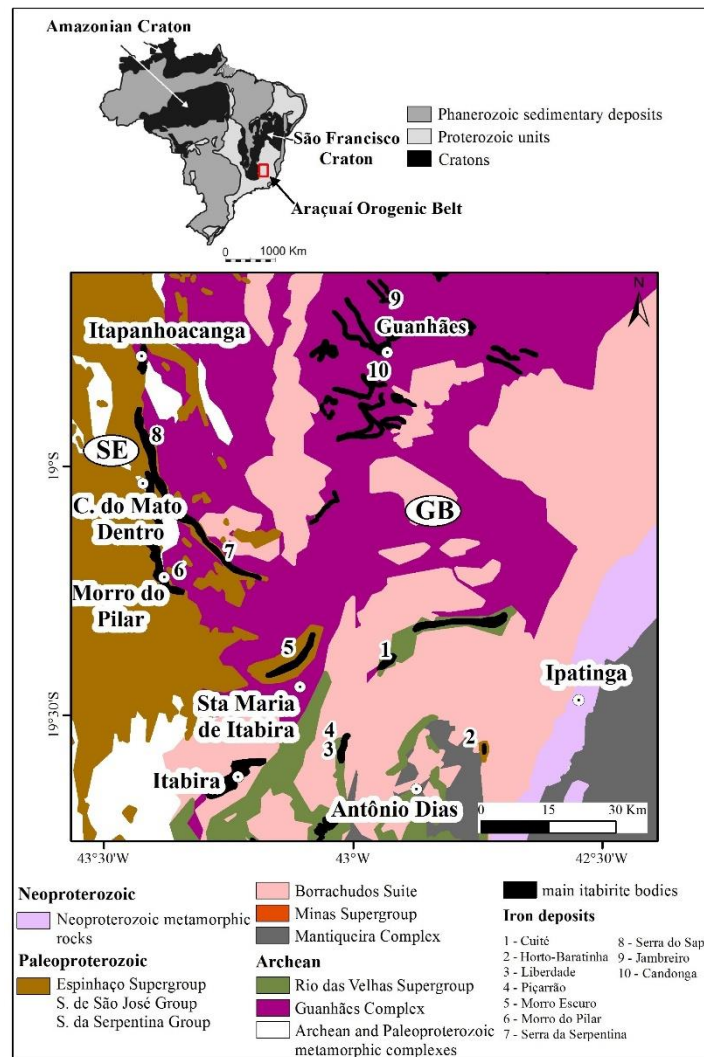 Amazonian Craton
São Francisco
Craton
Araçuaí Orogenic Belt
Phanerozoic sedimentary deposits
Proterozoic units
Cratons
0 1000 Km
N
9
Guanhães
10
Itapanhoacanga
SE
8
C. do Mato
Dentro
GB
7
6
Morro do
Pilar
5
1
Sta Maria
de Itabira
Ipatinga
4
3
2
Itabira
Antônio Dias
0 15 30 Km
19°S
19°30'S
43°30'W
43°W
42°30'W
Neoproterozoic
Neoproterozoic metamorphic
rocks
Paleoproterozoic
Espinhaço Supergroup
S. de São José Group
S. da Serpentina Group
Borrachudos Suite
Minas Supergroup
Mantiqueira Complex
Archean
Rio das Velhas Supergroup
Guanhães Complex
Archean and Paleoproterozoic
metamorphic complexes
main itabirite bodies
Iron deposits
1 - Cuité
2 - Horto-Baratinha
3 - Liberdade
4 - Piçarrão
5 - Morro Escuro
6 - Morro do Pilar
7 - Serra da Serpentina
8 - Serra do Sap
9 - Jambreiro
10 - Candonga